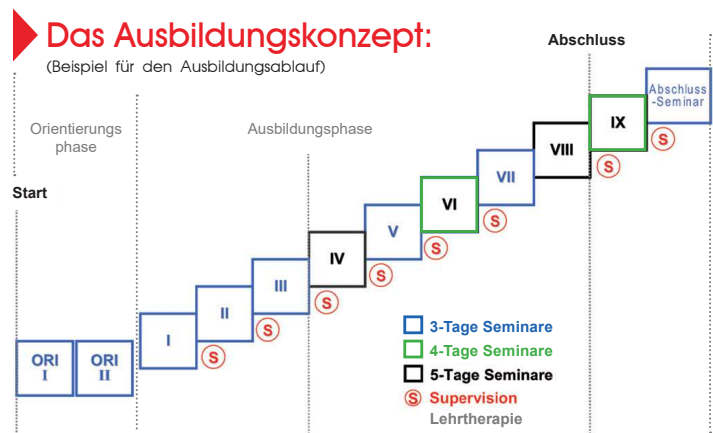 Das Ausbildungskonzept:
(Beispiel für den Ausbildungsablauf)
Abschluss
Orientierungs
phase
Ausbildungsphase
Start
ORI
I
ORI
II
I
S
II
S
III
S
IV
S
V
S
VI
S
VII
VIII
S
IX
S
Abschluss
-Seminar
3-Tage Seminare
4-Tage Seminare
5-Tage Seminare
S Supervision
Lehrtherapie